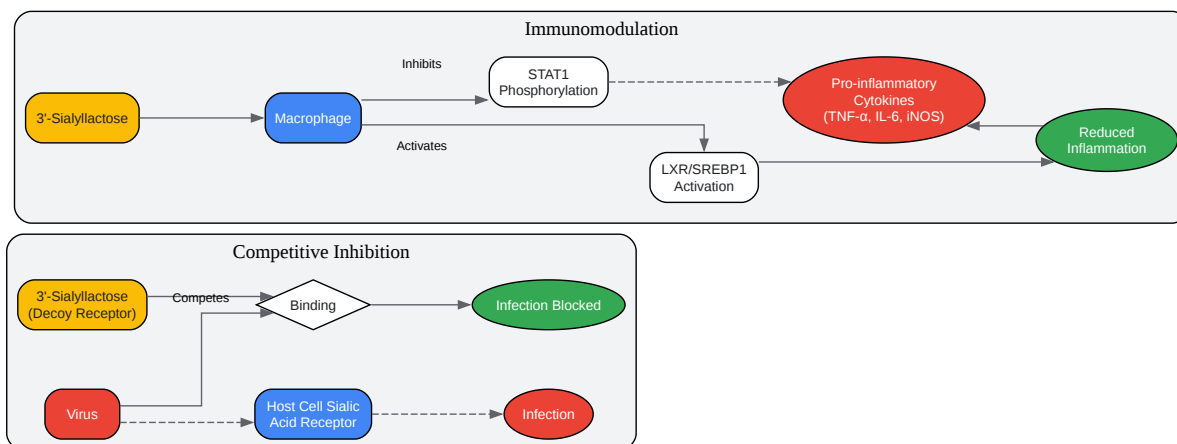 Immunomodulation
Inhibits
STAT1
Phosphorylation
Pro-inflammatory
Cytokines
(TNF-α, IL-6, iNOS)
3'-Sialyllactose
Macrophage
Reduced
Inflammation
Activates
LXR/SREBP1
Activation
Competitive Inhibition
3'-Sialyllactose
(Decoy Receptor)
Competes
Binding
Infection Blocked
Virus
Host Cell Sialic
Acid Receptor
Infection